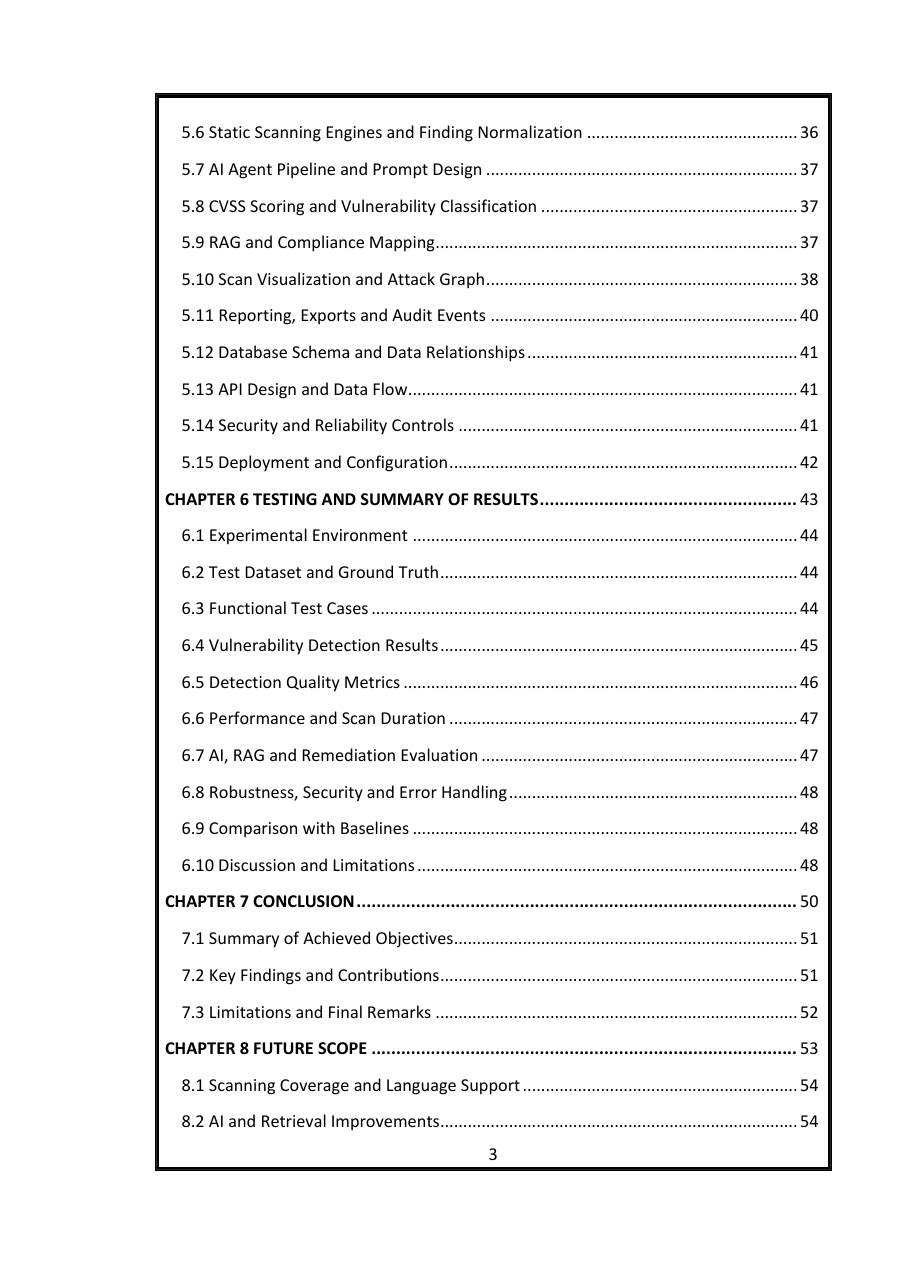 5.6 Static Scanning Engines and Finding Normalization .............................................. 36
5.7 AI Agent Pipeline and Prompt Design .................................................................... 37
5.8 CVSS Scoring and Vulnerability Classification ........................................................ 37
5.9 RAG and Compliance Mapping............................................................................... 37
5.10 Scan Visualization and Attack Graph.................................................................... 38
5.11 Reporting, Exports and Audit Events ................................................................... 40
5.12 Database Schema and Data Relationships........................................................... 41
5.13 API Design and Data Flow..................................................................................... 41
5.14 Security and Reliability Controls .......................................................................... 41
5.15 Deployment and Configuration............................................................................ 42
CHAPTER 6 TESTING AND SUMMARY OF RESULTS.................................................... 43
6.1 Experimental Environment .................................................................................... 44
6.2 Test Dataset and Ground Truth.............................................................................. 44
6.3 Functional Test Cases ............................................................................................. 44
6.4 Vulnerability Detection Results.............................................................................. 45
6.5 Detection Quality Metrics ...................................................................................... 46
6.6 Performance and Scan Duration ............................................................................ 47
6.7 AI, RAG and Remediation Evaluation ..................................................................... 47
6.8 Robustness, Security and Error Handling............................................................... 48
6.9 Comparison with Baselines .................................................................................... 48
6.10 Discussion and Limitations................................................................................... 48
CHAPTER 7 CONCLUSION.......................................................................................... 50
7.1 Summary of Achieved Objectives........................................................................... 51
7.2 Key Findings and Contributions.............................................................................. 51
7.3 Limitations and Final Remarks ............................................................................... 52
CHAPTER 8 FUTURE SCOPE ....................................................................................... 53
8.1 Scanning Coverage and Language Support ............................................................ 54
8.2 AI and Retrieval Improvements.............................................................................. 54
3